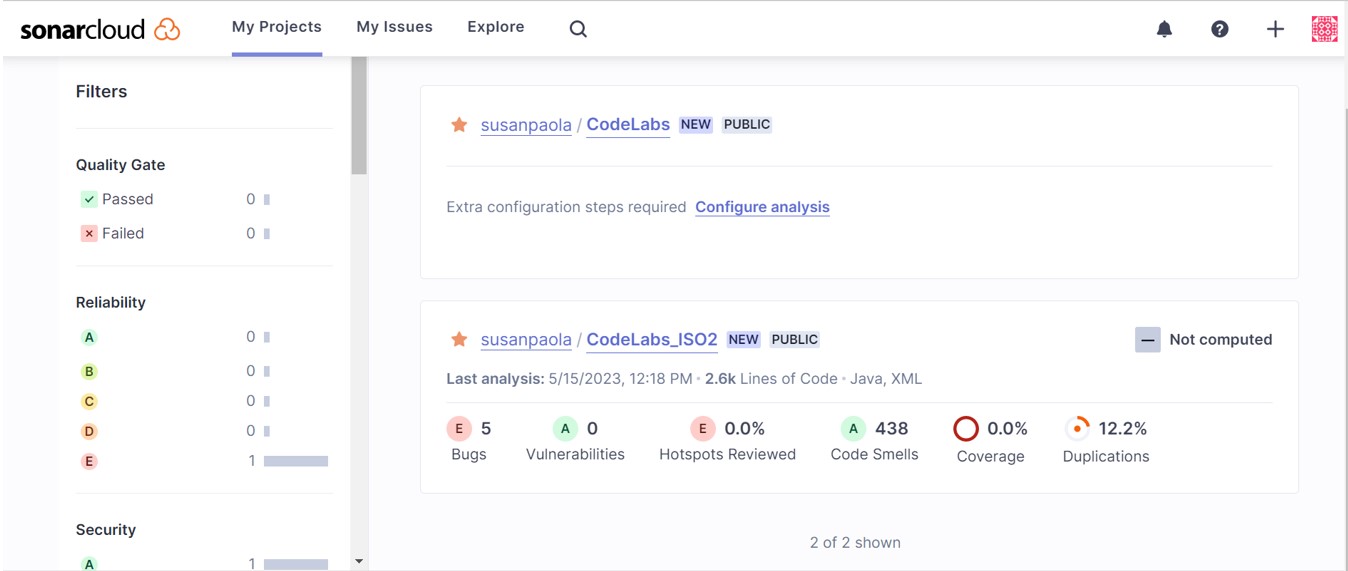 sonarcloud My Projects My Issues Explore
Filters
Quality Gate
Passed 0
Failed 0
Reliability
A 0
B 0
C 0
D 0
E 1
Security
A 1
susanpaola / CodeLabs NEW PUBLIC
Extra configuration steps required Configure analysis
susanpaola / CodeLabs_ISO2 NEW PUBLIC Not computed
Last analysis: 5/15/2023, 12:18 PM • 2.6k Lines of Code • Java, XML
E 5 A 0 E 0.0% A 438 0.0% 12.2%
Bugs Vulnerabilities Hotspots Reviewed Code Smells Coverage Duplications
2 of 2 shown